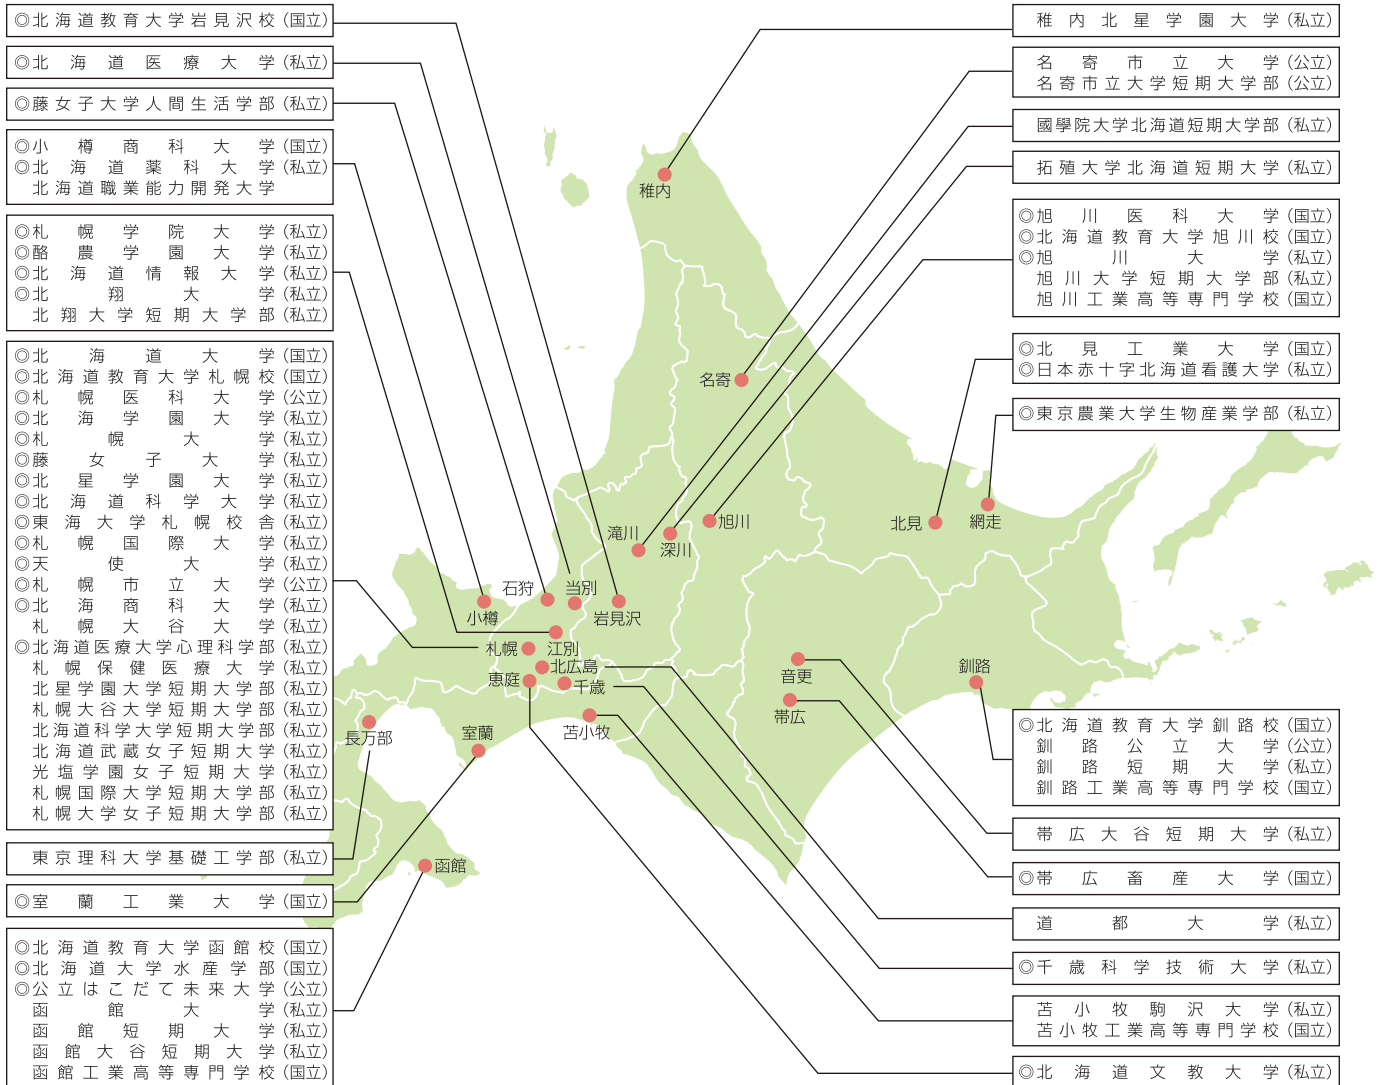 ◎北海道教育大学岩見沢校(国立)
◎北海道医療大学(私立)
◎藤女子大学人間生活学部(私立)
◎小樽商科大学(国立)
◎北海道薬科大学(私立)
北海道職業能力開発大学
◎札幌学院大学(私立)
◎酪農学園大学(私立)
◎北海道情報大学(私立)
◎北翔大学(私立)
北翔大学短期大学部(私立)
◎北海道大学(国立)
◎北海道教育大学札幌校(国立)
◎札幌医科大学(公立)
◎北海学園大学(私立)
◎札幌大学(私立)
◎藤女子大学(私立)
◎北星学園大学(私立)
◎北海道科学大学(私立)
◎東海大学札幌校舎(私立)
◎札幌国際大学(私立)
◎天使大学(私立)
◎札幌市立大学(公立)
◎北海商科大学(私立)
札幌大谷大学(私立)
◎北海道医療大学心理科学部(私立)
札幌保健医療大学(私立)
北星学園大学短期大学部(私立)
札幌大谷大学短期大学部(私立)
北海道科学大学短期大学部(私立)
北海道武蔵女子短期大学(私立)
光塩学園女子短期大学(私立)
札幌国際大学短期大学部(私立)
札幌大学女子短期大学部(私立)
東京理科大学基礎工学部(私立)
◎室蘭工業大学(国立)
◎北海道教育大学函館校(国立)
◎北海道大学水産学部(国立)
◎公立はこだて未来大学(公立)
函館大学(私立)
函館短期大学(私立)
函館大谷短期大学(私立)
函館工業高等専門学校(国立)
稚内
名寄
滝川
深川
旭川
北見
網走
石狩
当別
小樽
岩見沢
札幌
江別
北広島
恵庭
千歳
音更
釧路
帯広
苫小牧
室蘭
長万部
函館
稚内北星学園大学(私立)
名寄市立大学(公立)
名寄市立大学短期大学部(公立)
國學院大学北海道短期大学部(私立)
拓殖大学北海道短期大学(私立)
◎旭川医科大学(国立)
◎北海道教育大学旭川校(国立)
◎旭川大学(私立)
旭川大学短期大学部(私立)
旭川工業高等専門学校(国立)
◎北見工業大学(国立)
◎日本赤十字北海道看護大学(私立)
◎東京農業大学生物産業学部(私立)
◎北海道教育大学釧路校(国立)
釧路公立大学(公立)
釧路短期大学(私立)
釧路工業高等専門学校(国立)
帯広大谷短期大学(私立)
◎帯広畜産大学(国立)
道都大学(私立)
◎千歳科学技術大学(私立)
苫小牧駒沢大学(私立)
苫小牧工業高等専門学校(国立)
◎北海道文教大学(私立)